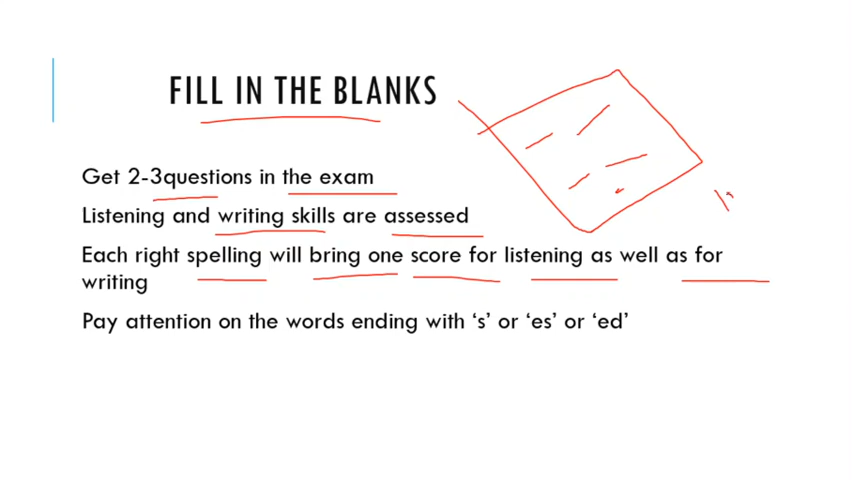 FILL IN THE BLANKS
Get 2-3questions in the exam
Listening and writing skills are assessed
Each right spelling will bring one score for listening as well as for
writing
Pay attention on the words ending with ‘s’ or ‘es’ or ‘ed’